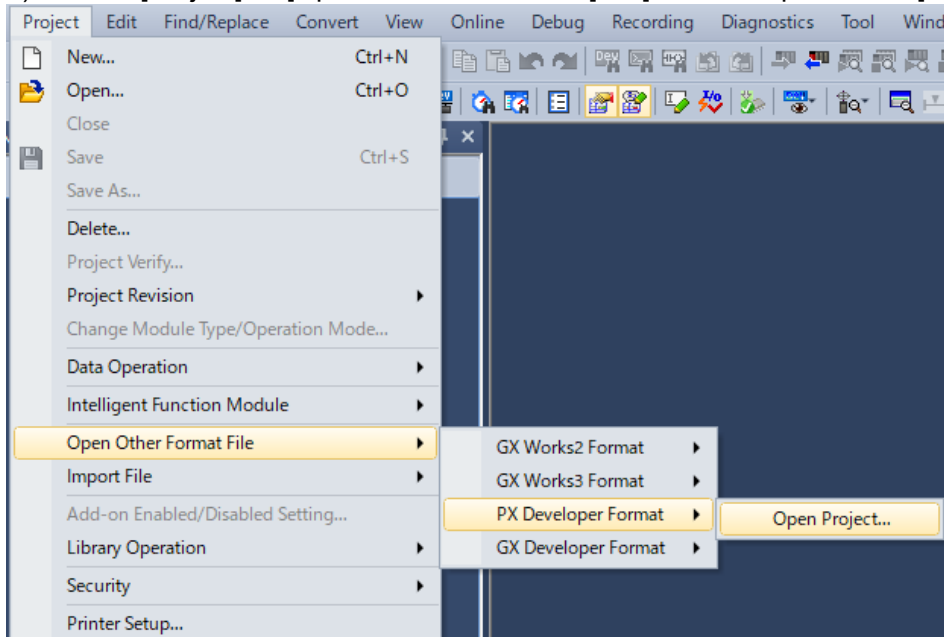 Project Edit Find/Replace Convert View Online Debug Recording Diagnostics Tool Wind
New... Ctrl+N
Open... Ctrl+O
Close
Save Ctrl+S
Save As...
Delete...
Project Verify...
Project Revision
Change Module Type/Operation Mode...
Data Operation
Intelligent Function Module
Open Other Format File
GX Works2 Format
Import File
GX Works3 Format
Add-on Enabled/Disabled Setting...
PX Developer Format
Open Project...
Library Operation
GX Developer Format
Security
Printer Setup...